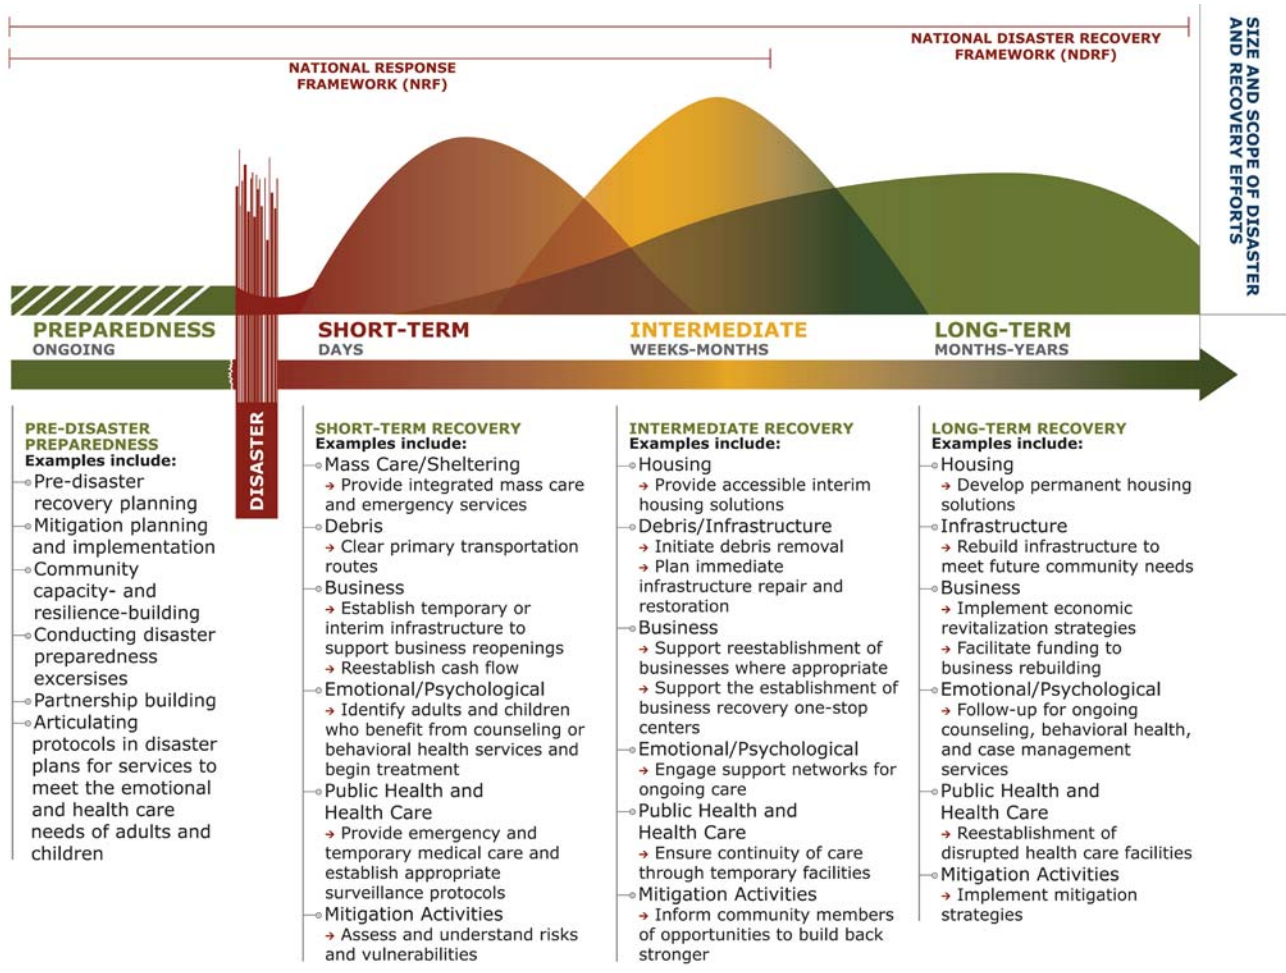 NATIONAL DISASTER RECOVERY
FRAMEWORK (NDRF)
NATIONAL RESPONSE
FRAMEWORK (NRF)
SIZE AND SCOPE OF DISASTER
AND RECOVERY EFFORTS
PREPAREDNESS
ONGOING
SHORT-TERM
DAYS
INTERMEDIATE
WEEKS-MONTHS
LONG-TERM
MONTHS-YEARS
DISASTER
PRE-DISASTER
PREPAREDNESS
Examples include:
Pre-disaster
recovery planning
Mitigation planning
and implementation
Community
capacity- and
resilience-building
Conducting disaster
preparedness
excersises
Partnership building
Articulating
protocols in disaster
plans for services to
meet the emotional
and health care
needs of adults and
children
SHORT-TERM RECOVERY
Examples include:
Mass Care/Sheltering
→ Provide integrated mass care
and emergency services
Debris
→ Clear primary transportation
routes
Business
→ Establish temporary or
interim infrastructure to
support business reopenings
→ Reestablish cash flow
Emotional/Psychological
→ Identify adults and children
who benefit from counseling or
behavioral health services and
begin treatment
Public Health and
Health Care
→ Provide emergency and
temporary medical care and
establish appropriate
surveillance protocols
Mitigation Activities
→ Assess and understand risks
and vulnerabilities
INTERMEDIATE RECOVERY
Examples include:
Housing
→ Provide accessible interim
housing solutions
Debris/Infrastructure
→ Initiate debris removal
→ Plan immediate
infrastructure repair and
restoration
Business
→ Support reestablishment of
businesses where appropriate
→ Support the establishment of
business recovery one-stop
centers
Emotional/Psychological
→ Engage support networks for
ongoing care
Public Health and
Health Care
→ Ensure continuity of care
through temporary facilities
Mitigation Activities
→ Inform community members
of opportunities to build back
stronger
LONG-TERM RECOVERY
Examples include:
Housing
→ Develop permanent housing
solutions
Infrastructure
→ Rebuild infrastructure to
meet future community needs
Business
→ Implement economic
revitalization strategies
→ Facilitate funding to
business rebuilding
Emotional/Psychological
→ Follow-up for ongoing
counseling, behavioral health,
and case management
services
Public Health and
Health Care
→ Reestablishment of
disrupted health care facilities
Mitigation Activities
→ Implement mitigation
strategies